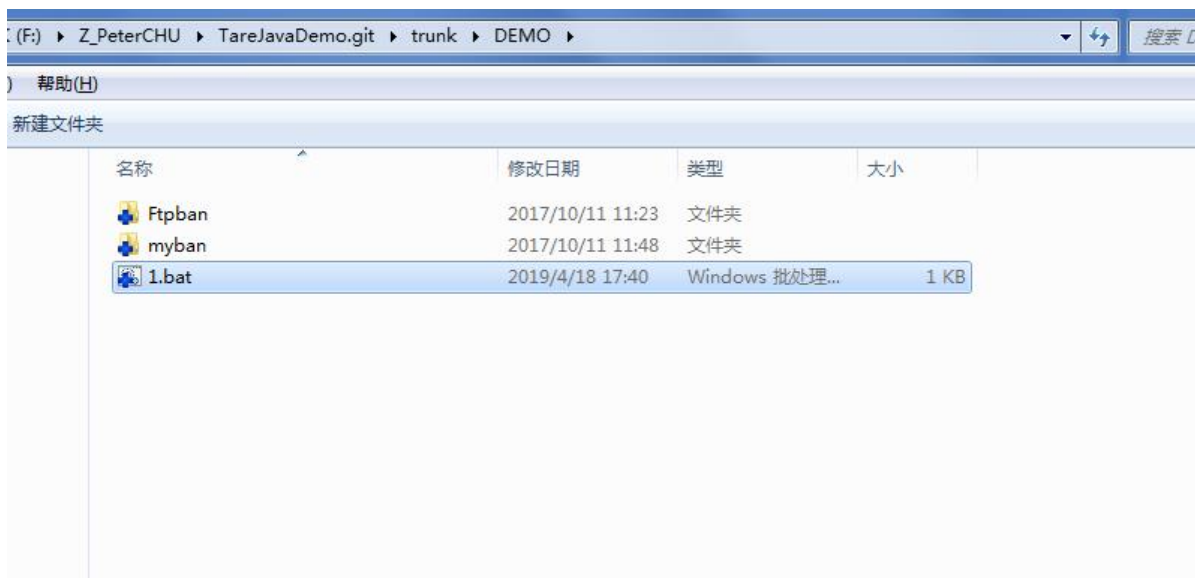 (F:) ▸ Z_PeterCHU ▸ TareJavaDemo.git ▸ trunk ▸ DEMO ▸ 搜索
) 帮助(H)
新建文件夹
名称 修改日期 类型 大小
Ftpban 2017/10/11 11:23 文件夹
myban 2017/10/11 11:48 文件夹
1.bat 2019/4/18 17:40 Windows 批处理... 1 KB